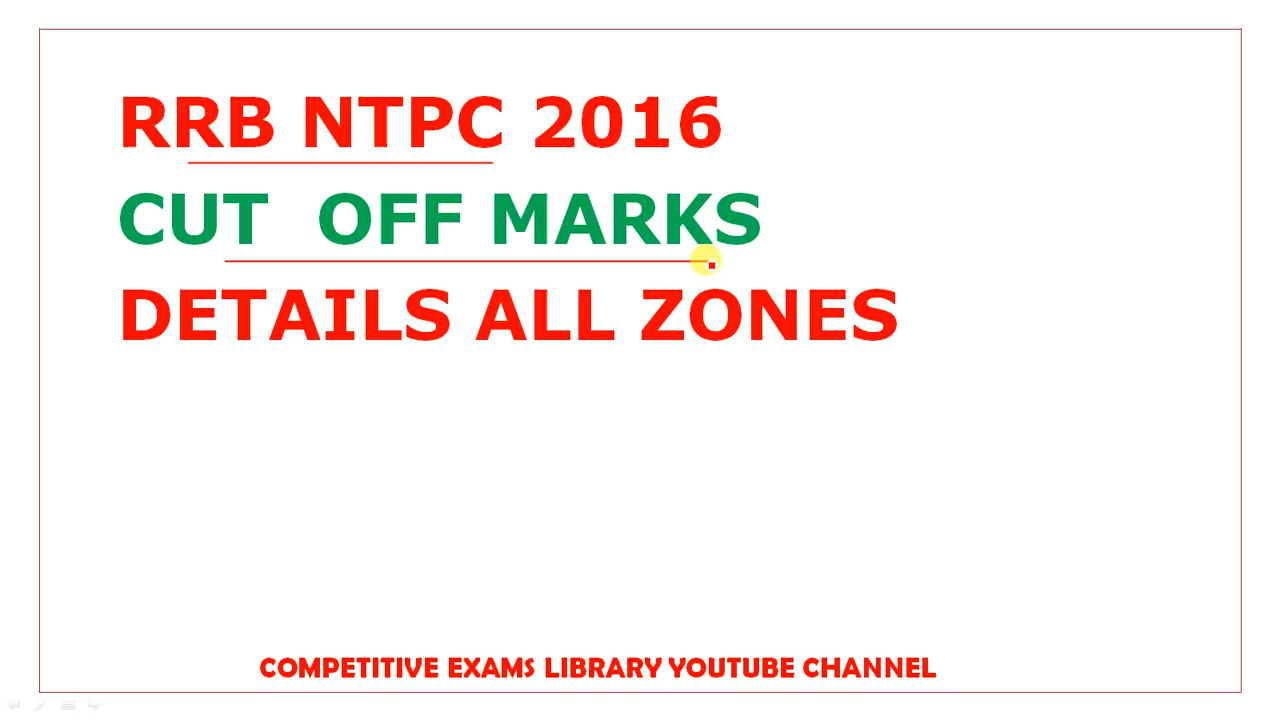 RRB NTPC 2016
CUT OFF MARKS
DETAILS ALL ZONES
COMPETITIVE EXAMS LIBRARY YOUTUBE CHANNEL